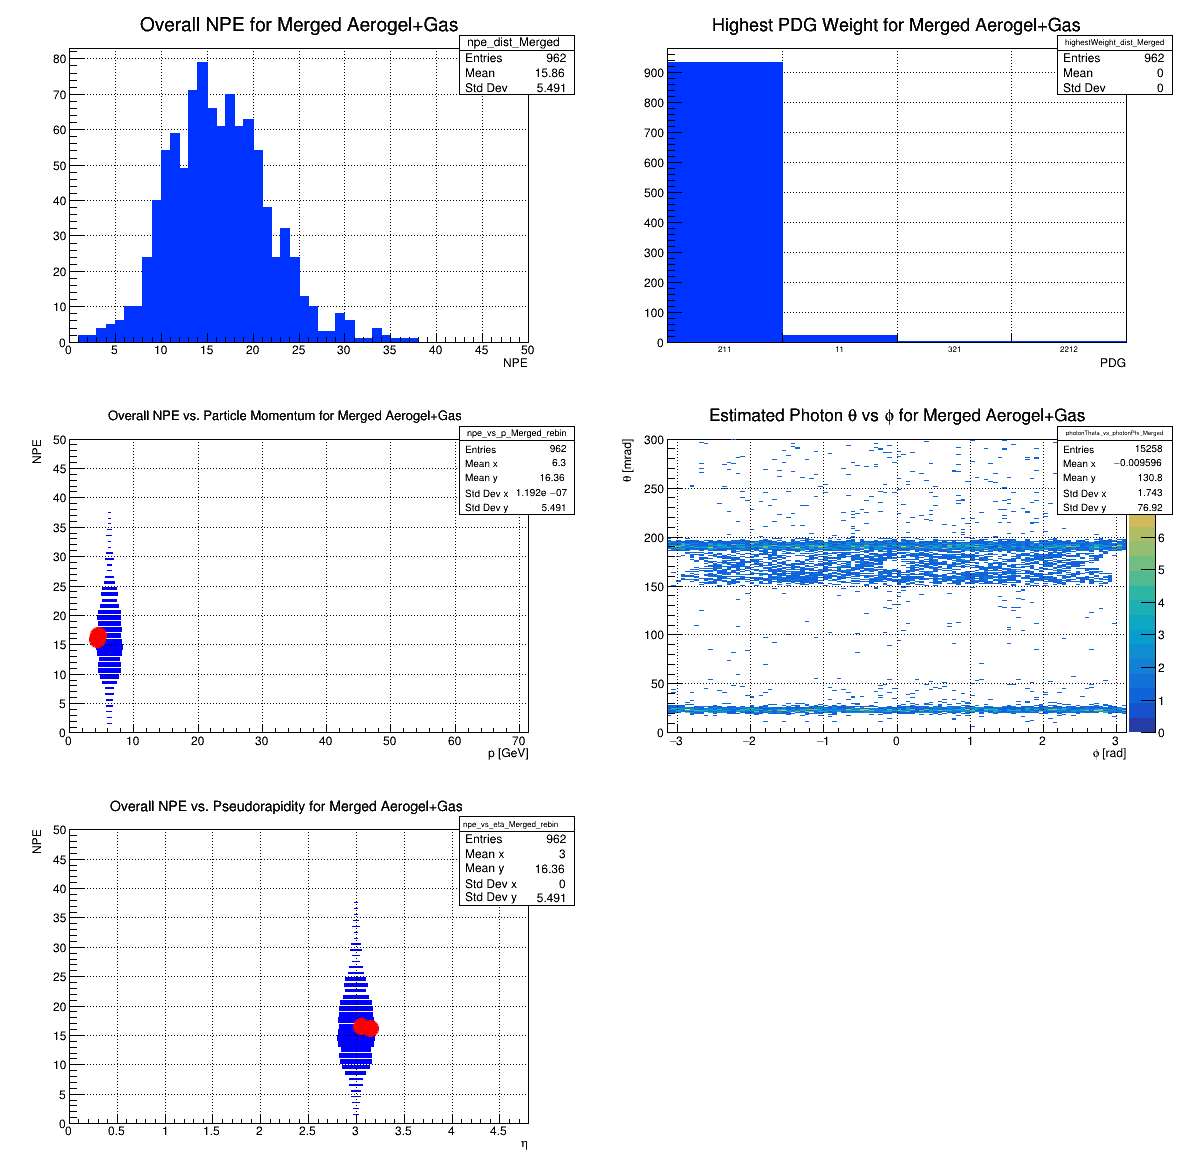 Overall NPE for Merged Aerogel+Gas
npe_dist_Merged
Entries 962
Mean 15.86
Std Dev 5.491
80
70
60
50
40
30
20
10
0
0 5 10 15 20 25 30 35 40 45 50
NPE
Highest PDG Weight for Merged Aerogel+Gas
highestWeight_dist_Merged
Entries 962
Mean 0
Std Dev 0
900
800
700
600
500
400
300
200
100
0
211 11 321 2212
PDG
Overall NPE vs. Particle Momentum for Merged Aerogel+Gas
npe_vs_p_Merged_rebin
Entries 962
Mean x 6.3
Mean y 16.36
Std Dev x 1.192e −07
Std Dev y 5.491
NPE
50
45
40
35
30
25
20
15
10
5
0
0 10 20 30 40 50 60 70
p [GeV]
Estimated Photon θ vs ϕ for Merged Aerogel+Gas
photonTheta_vs_photonPhi_Merged
Entries 15258
Mean x −0.009596
Mean y 130.8
Std Dev x 1.743
Std Dev y 76.92
θ [mrad]
300
250
200
150
100
50
0
−3 −2 −1 0 1 2 3
ϕ [rad]
6
5
4
3
2
1
0
Overall NPE vs. Pseudorapidity for Merged Aerogel+Gas
npe_vs_eta_Merged_rebin
Entries 962
Mean x 3
Mean y 16.36
Std Dev x 0
Std Dev y 5.491
NPE
50
45
40
35
30
25
20
15
10
5
0
0 0.5 1 1.5 2 2.5 3 3.5 4 4.5
η